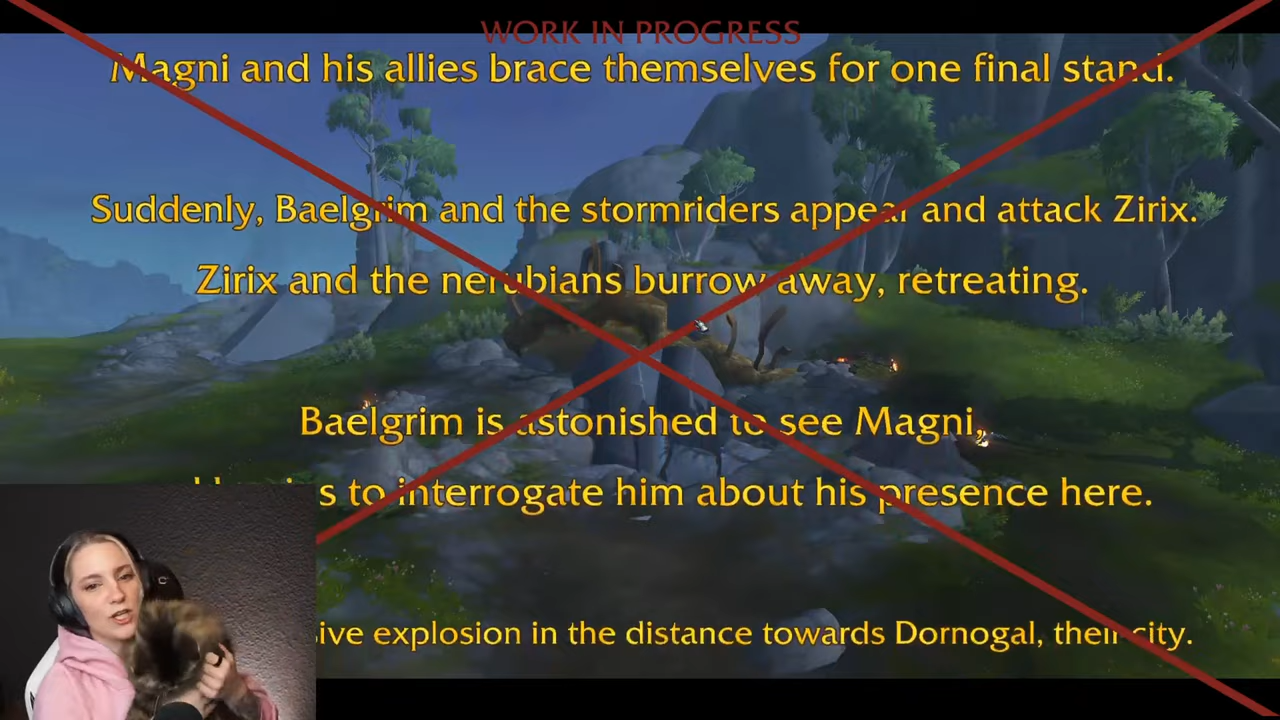 WORK IN PROGRESS
Magni and his allies brace themselves for one final stand.
Suddenly, Baelgrim and the stormriders appear and attack Zirix.
Zirix and the nerubians burrow away, retreating.
Baelgrim is astonished to see Magni,
to interrogate him about his presence here.
explosion in the distance towards Dornogal, their city.